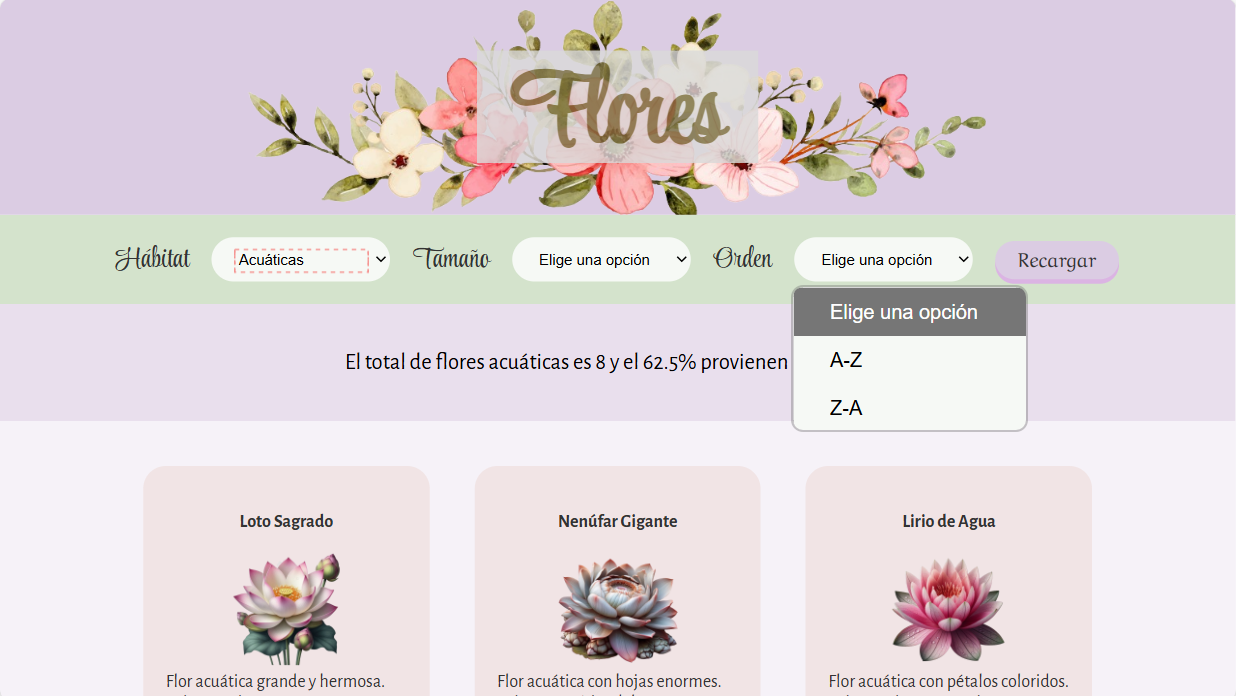 Flores
Hábitat Acuáticas Tamaño Elige una opción Orden Elige una opción Recargar
Elige una opción
A-Z
Z-A
El total de flores acuáticas es 8 y el 62.5% provienen
Loto Sagrado Nenúfar Gigante Lirio de Agua
Flor acuática grande y hermosa. Flor acuática con hojas enormes. Flor acuática con pétalos coloridos.